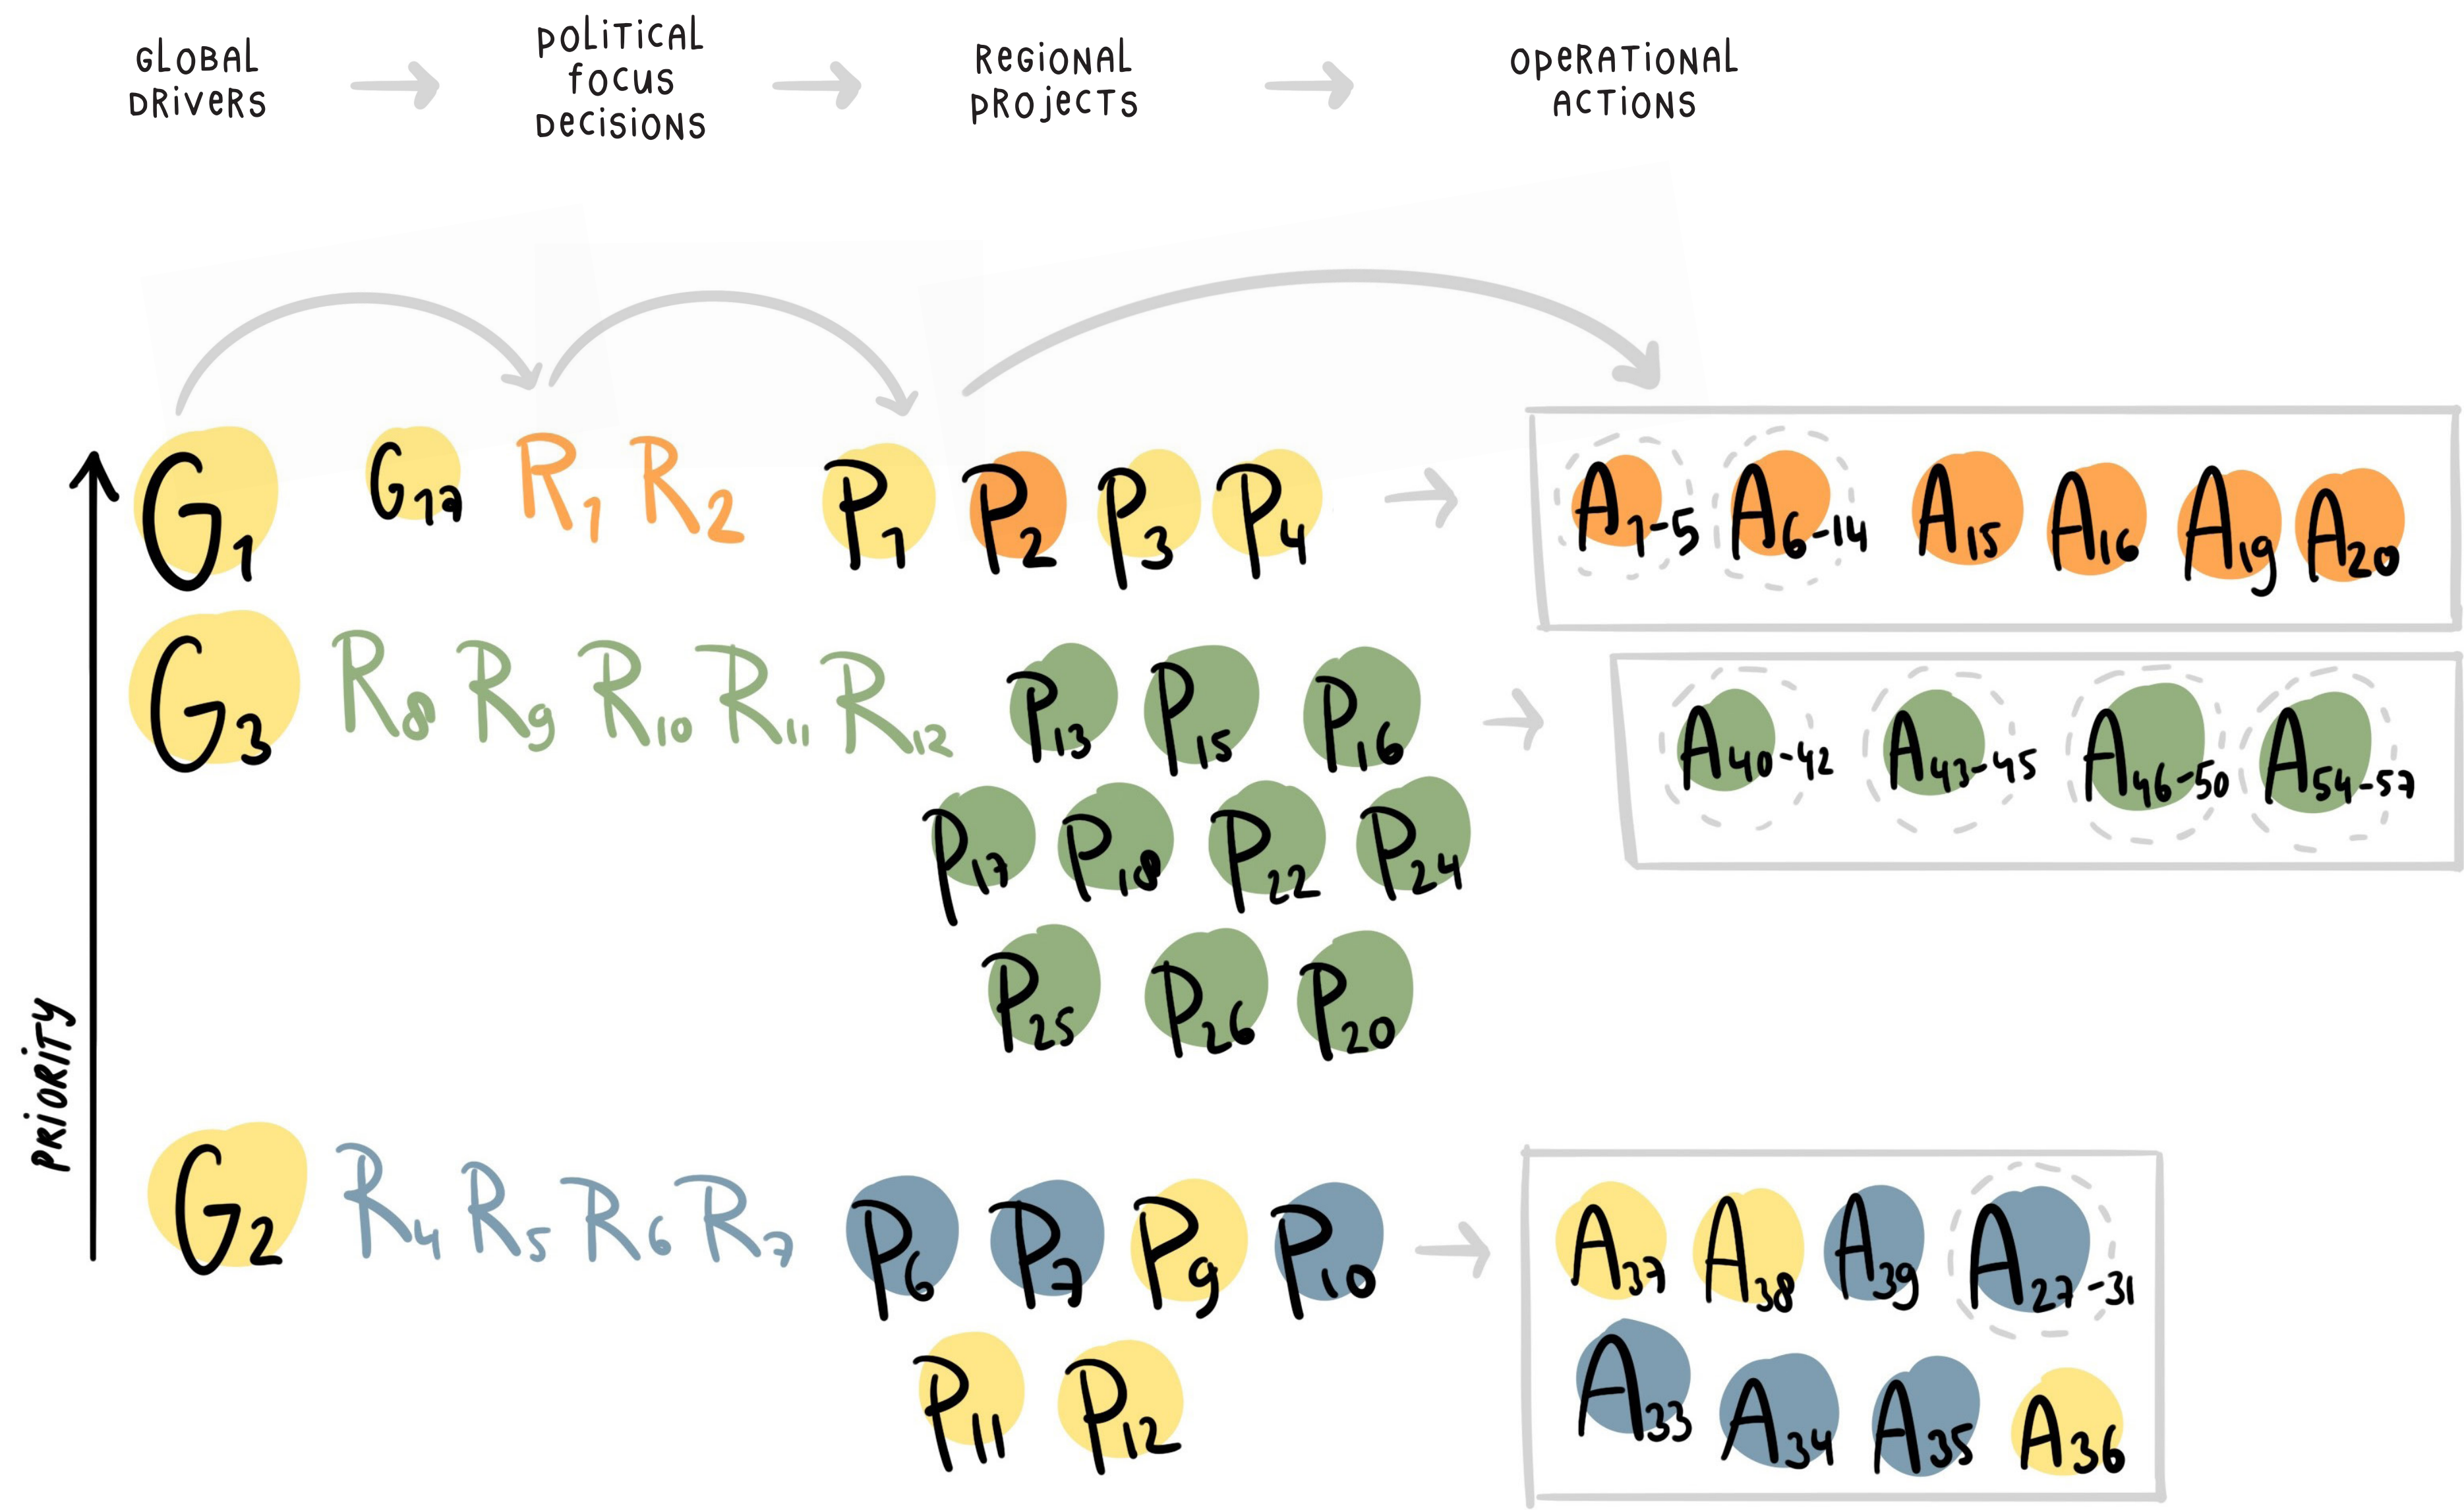 GLOBAL
DRIVERS
POLITICAL
FOCUS
DECISIONS
REGIONAL
PROJECTS
OPERATIONAL
ACTIONS
PRIORITY
G1 G1a R1 R2 P1 P2 P3 P4 A1-5 A6-14 A15 A16 A19 A20
G3 R8 R9 R10 R11 R12 P13 P15 P16 A40-42 A43-45 A46-50 A54-57
P17 P18 P22 P24
P25 P26 P20
G2 R4 R5 R6 R7 P6 P7 P9 P10 A37 A38 A39 A27-31
P11 P12 A33 A34 A35 A36